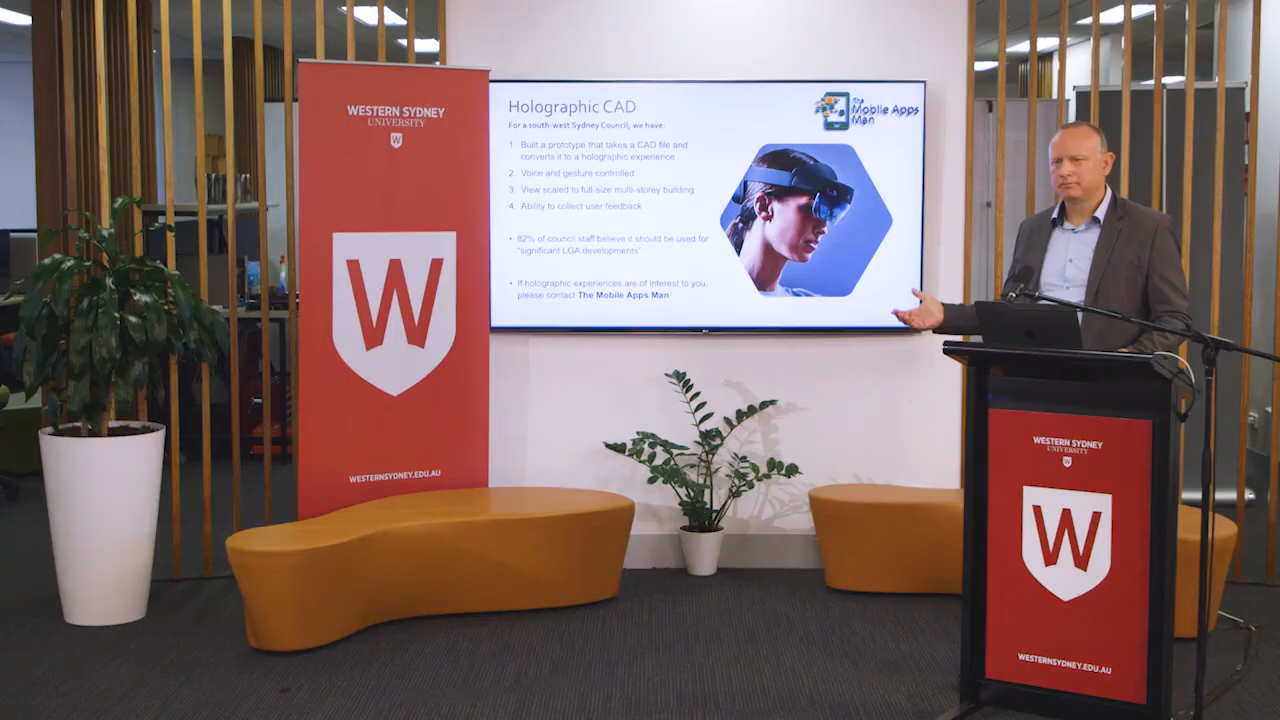 WESTERN SYDNEY
UNIVERSITY
W
W
WESTERNSYDNEY.EDU.AU
Holographic CAD
For a south-west Sydney Council, we have:
1. Built a prototype that takes a CAD file and
converts it to a holographic experience
2. Voice and gesture controlled
3. View scaled to full-size multi-storey building
4. Ability to collect user feedback
• 82% of council staff believe it should be used for
"significant LGA developments"
• If holographic experiences are of interest to you,
please contact The Mobile Apps Man
The
Mobile Apps
Man
WESTERN SYDNEY
UNIVERSITY
W
W
WESTERNSYDNEY.EDU.AU